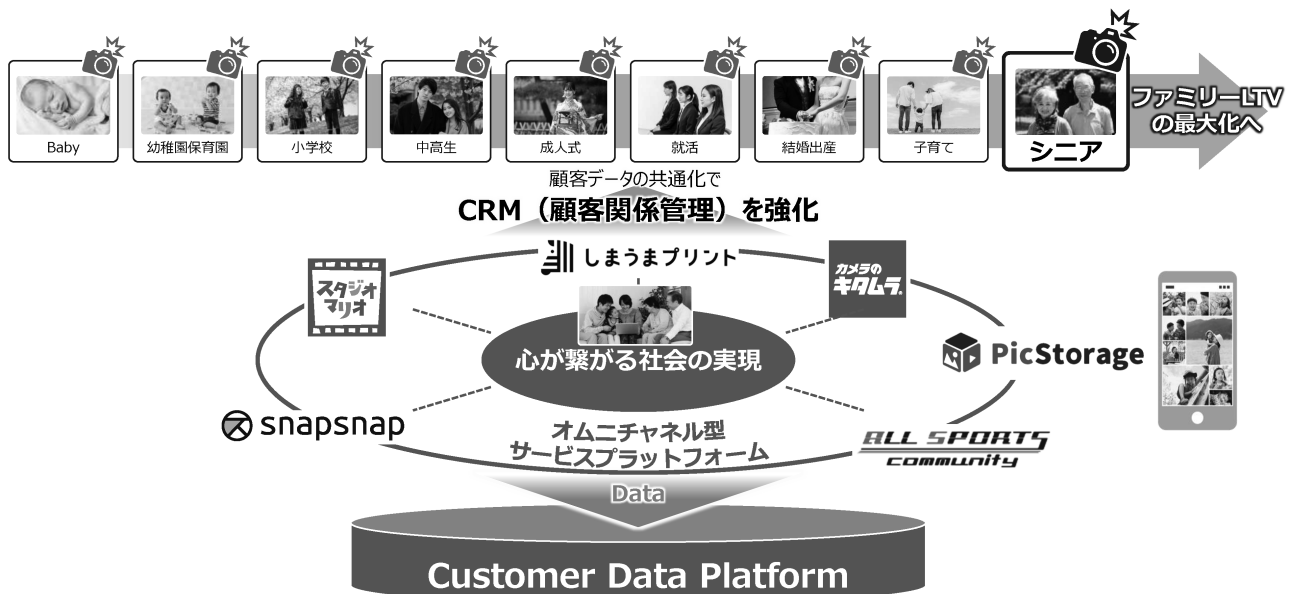 Baby
幼稚園保育園
小学校
中高生
成人式
就活
結婚出産
子育て
シニア
ファミリーLTV
の最大化へ
顧客データの共通化で
CRM（顧客関係管理）を強化
しまうまプリント
スタジオ
マリオ
カメラの
キタムラ®
PicStorage
心が繋がる社会の実現
snapsnap
オムニチャネル型
サービスプラットフォーム
ALL SPORTS
community
Data
Customer Data Platform